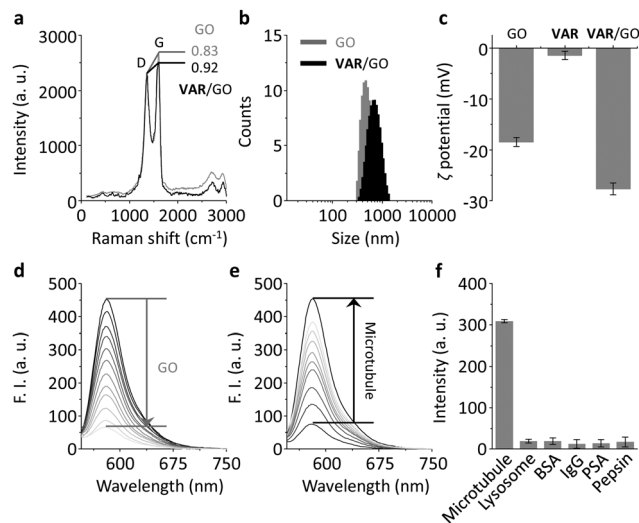 a
3000
2500
2000
1500
1000
500
0
Intensity (a. u.)
D
G
GO
0.83
0.92
VAR/GO
0
1000
2000
3000
Raman shift (cm⁻¹)
b
GO
VAR/GO
15
10
5
0
Counts
100
1000
10000
Size (nm)
c
GO
VAR
VAR/GO
0
-10
-20
-30
ζ potential (mV)
d
500
400
300
200
100
0
F. I. (a. u.)
GO
600
675
750
Wavelength (nm)
e
500
400
300
200
100
0
F. I. (a. u.)
Microtubule
600
675
750
Wavelength (nm)
f
400
300
200
100
0
Intensity (a. u.)
Microtubule
Lysosome
BSA
IgG
PSA
Pepsin